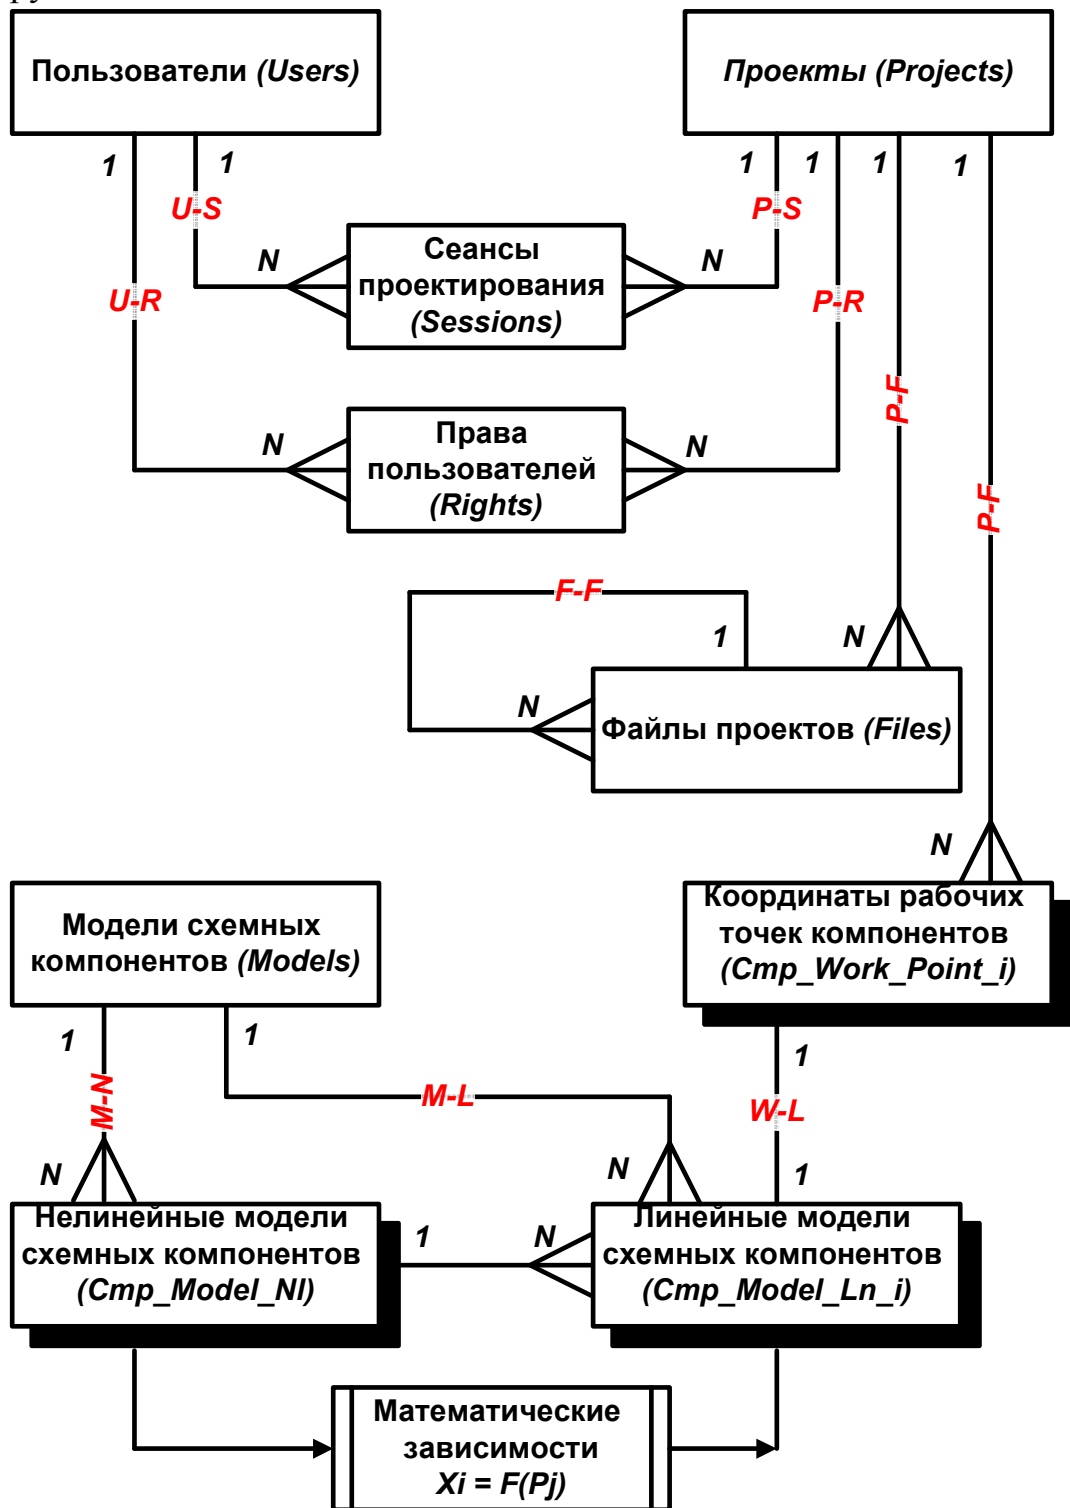 Пользователи (Users)
Проекты (Projects)
1
1
1
1
1
1
U-S
P-S
N
Сеансы
проектирования
(Sessions)
N
U-R
P-R
P-F
N
Права
пользователей
(Rights)
N
P-F
F-F
1
N
N
Файлы проектов (Files)
N
Модели схемных
компонентов (Models)
Координаты рабочих
точек компонентов
(Cmp_Work_Point_i)
1
1
1
M-N
M-L
W-L
N
N
1
Нелинейные модели
схемных компонентов
(Cmp_Model_Nl)
1
N
Линейные модели
схемных компонентов
(Cmp_Model_Ln_i)
Математические
зависимости
Xi = F(Pj)